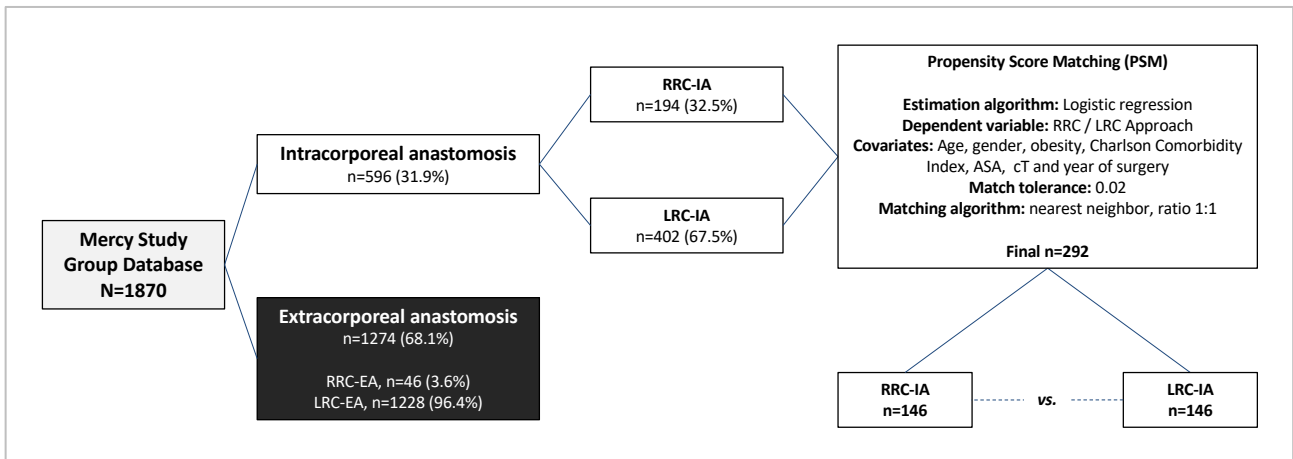 Mercy Study
Group Database
N=1870
Intracorporeal anastomosis
n=596 (31.9%)
Extracorporeal anastomosis
n=1274 (68.1%)
RRC-EA, n=46 (3.6%)
LRC-EA, n=1228 (96.4%)
RRC-IA
n=194 (32.5%)
LRC-IA
n=402 (67.5%)
Propensity Score Matching (PSM)
Estimation algorithm: Logistic regression
Dependent variable: RRC / LRC Approach
Covariates: Age, gender, obesity, Charlson Comorbidity
Index, ASA, cT and year of surgery
Match tolerance: 0.02
Matching algorithm: nearest neighbor, ratio 1:1
Final n=292
RRC-IA
n=146
vs.
LRC-IA
n=146